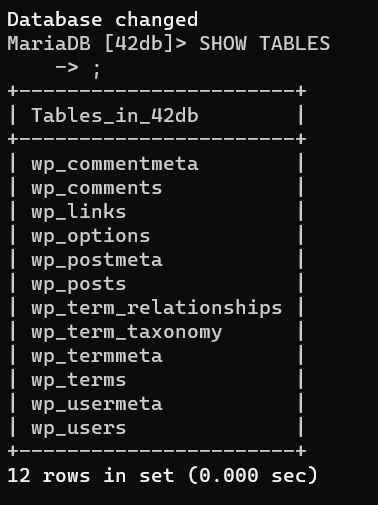 Database changed
MariaDB [42db]> SHOW TABLES
    -> ;
+-----------------------+
| Tables_in_42db        |
+-----------------------+
| wp_commentmeta        |
| wp_comments           |
| wp_links              |
| wp_options            |
| wp_postmeta           |
| wp_posts              |
| wp_term_relationships |
| wp_term_taxonomy      |
| wp_termmeta           |
| wp_terms              |
| wp_usermeta           |
| wp_users              |
+-----------------------+
12 rows in set (0.000 sec)